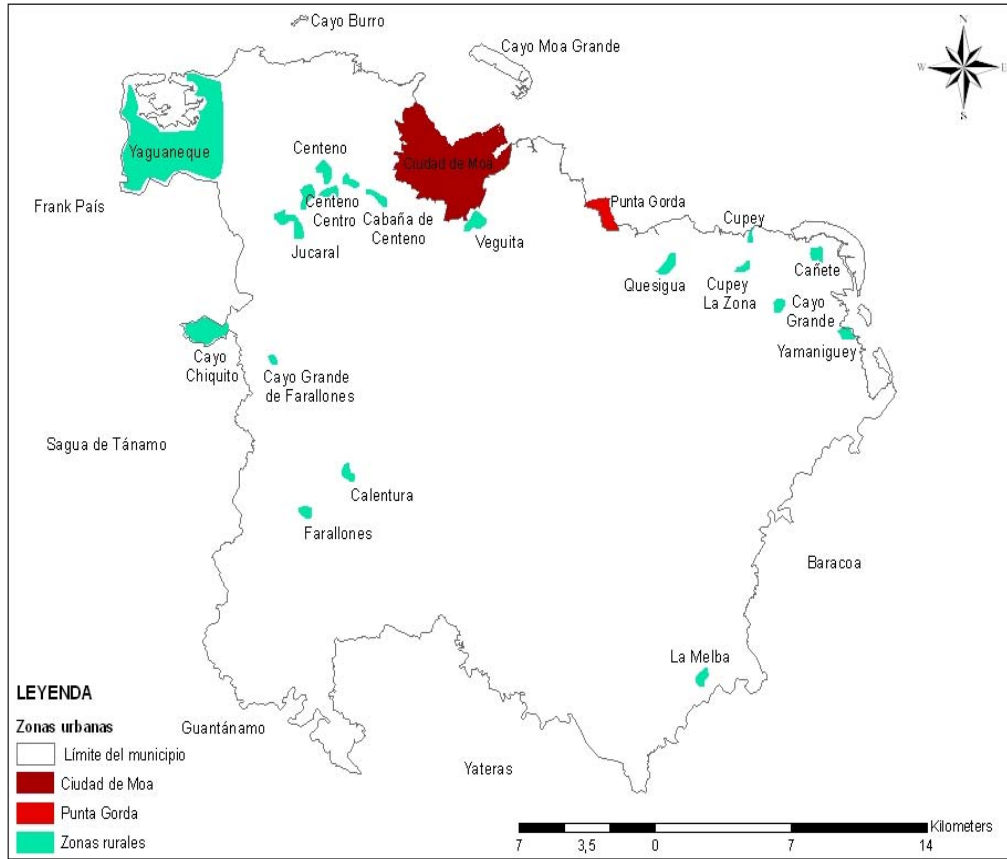 Cayo Burro
Cayo Moa Grande
N
W
E
S
Yaguaneque
Centeno
Ciudad de Moa
Frank País
Centeno
Centro
Cabaña de
Centeno
Punta Gorda
Cupey
Jucaral
Veguita
Quesigua
Cupey
La Zona
Cañete
Cayo
Grande
Yamaniguey
Cayo
Chiquito
Cayo Grande
de Farallones
Sagua de Tánamo
Calentura
Farallones
Baracoa
La Melba
Guantánamo
Yateras
LEYENDA
Zonas urbanas
Límite del municipio
Ciudad de Moa
Punta Gorda
Zonas rurales
Kilometers
7 3,5 0 7 14